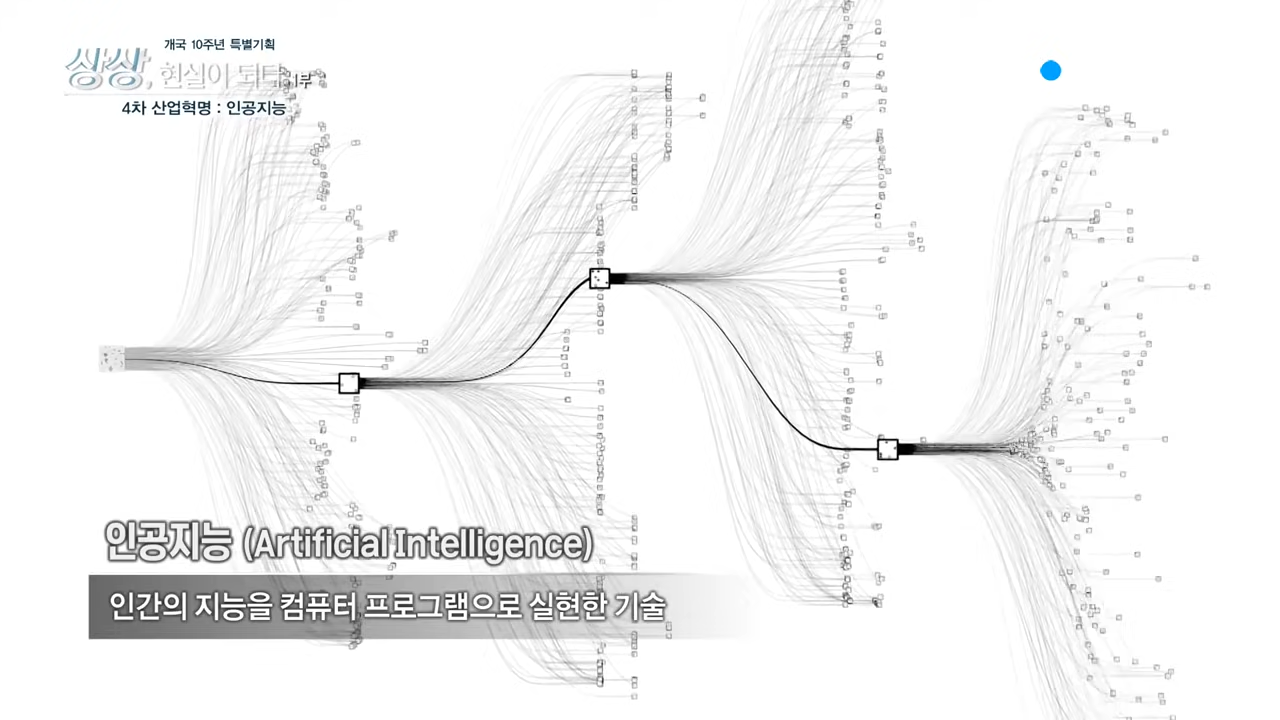 개국 10주년 특별기획
상상, 현실이 되다 1부
4차 산업혁명 : 인공지능
인공지능 (Artificial Intelligence)
인간의 지능을 컴퓨터 프로그램으로 실현한 기술